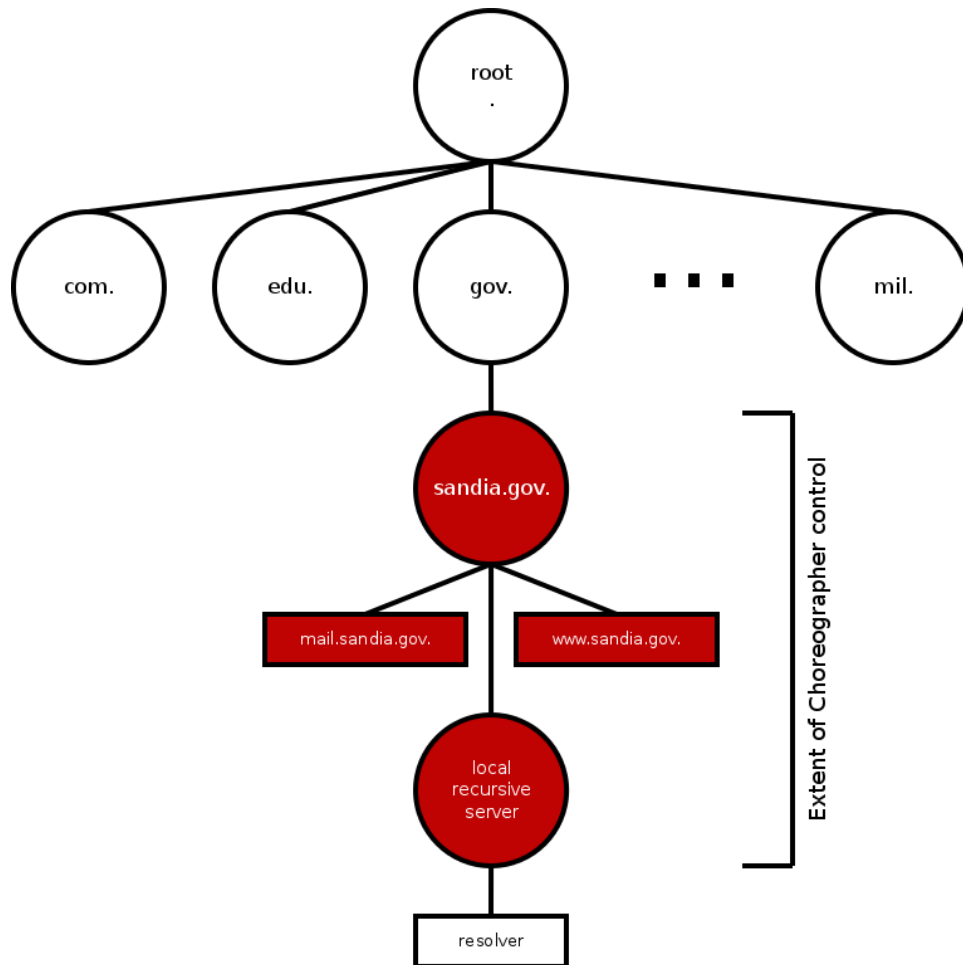 root
.
com.
edu.
gov.
...
mil.
sandia.gov.
mail.sandia.gov.
www.sandia.gov.
local
recursive
server
resolver
Extent of Choreographer control